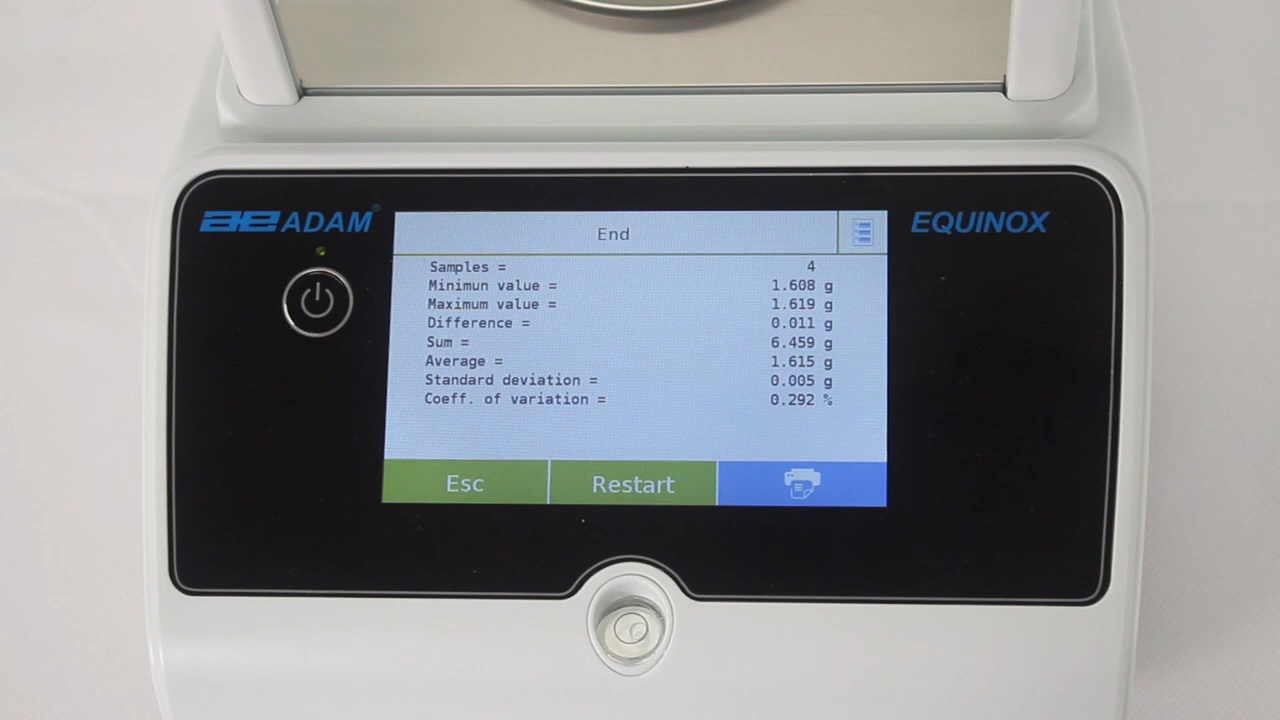 ae ADAM®
EQUINOX
End
Samples = 4
Minimun value = 1.608 g
Maximum value = 1.619 g
Difference = 0.011 g
Sum = 6.459 g
Average = 1.615 g
Standard deviation = 0.005 g
Coeff. of variation = 0.292 %
Esc
Restart